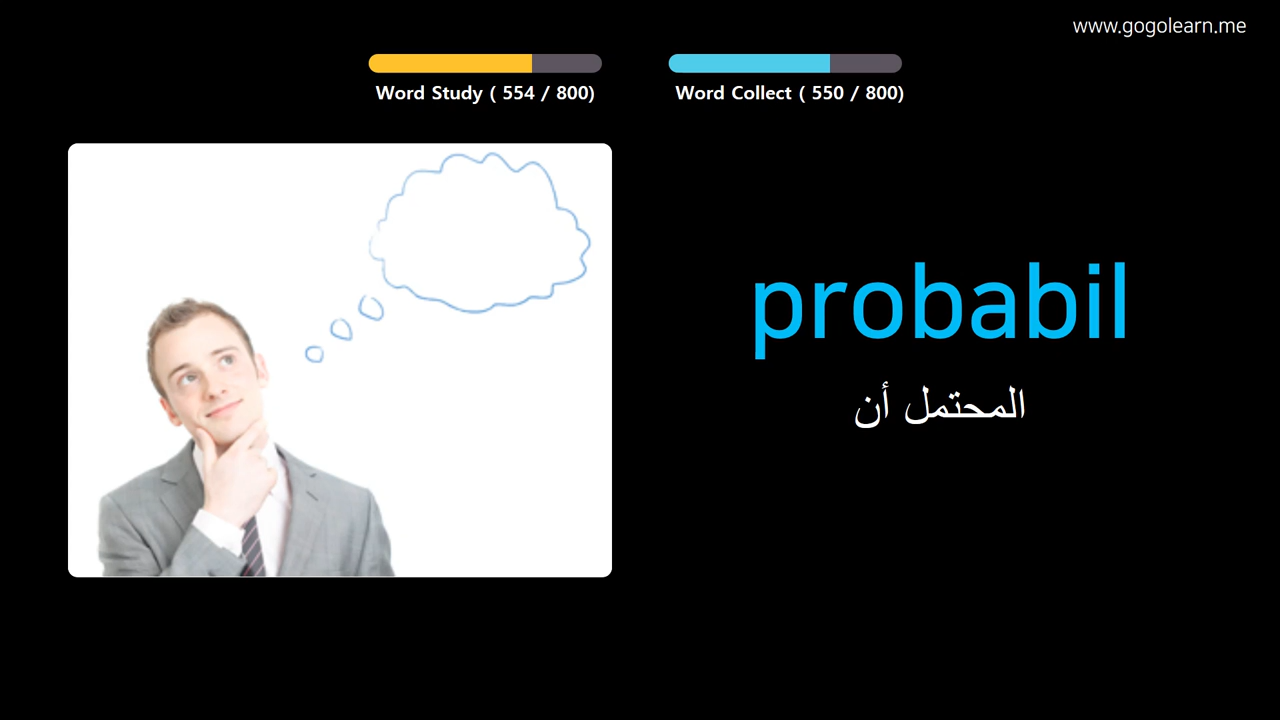 www.gogolearn.me
Word Study ( 554 / 800)
Word Collect ( 550 / 800)
probabil
المحتمل أن